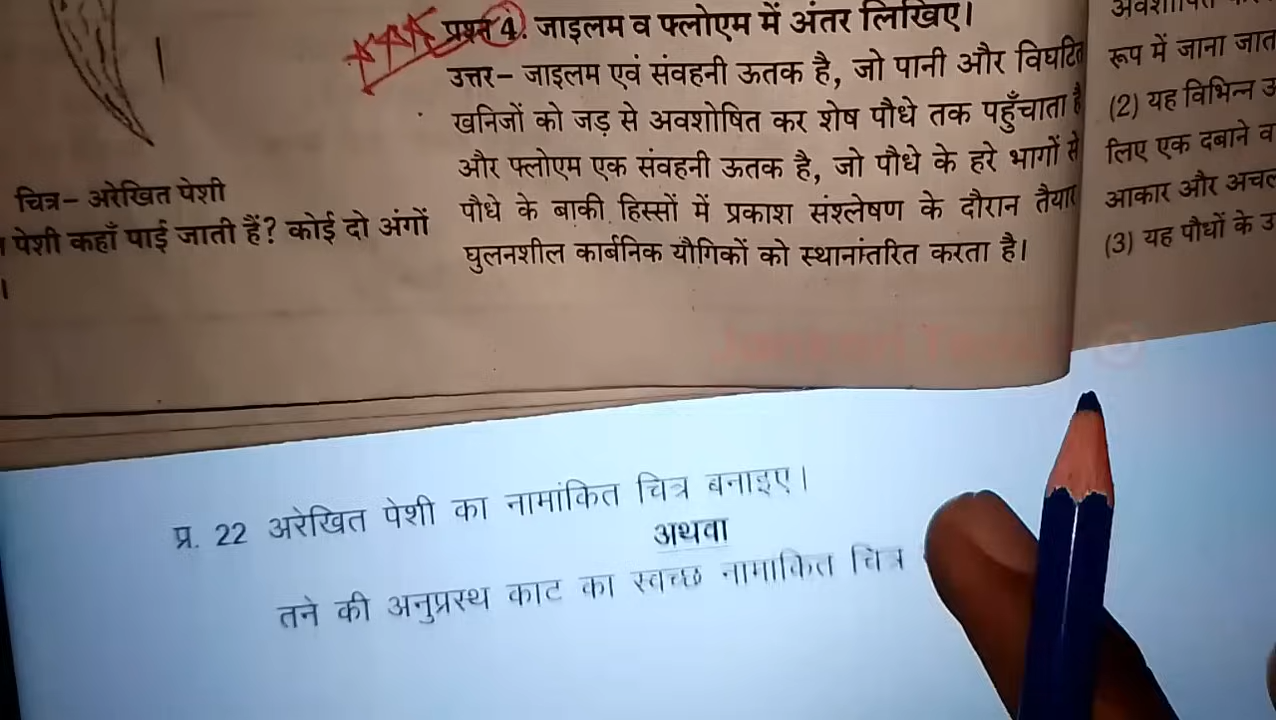 प्रश्न 4. जाइलम व फ्लोएम में अंतर लिखिए।
उत्तर– जाइलम एवं संवहनी ऊतक है, जो पानी और विघटित
खनिजों को जड़ से अवशोषित कर शेष पौधे तक पहुँचाता है
और फ्लोएम एक संवहनी ऊतक है, जो पौधे के हरे भागों से
पौधे के बाकी हिस्सों में प्रकाश संश्लेषण के दौरान तैयार
घुलनशील कार्बनिक यौगिकों को स्थानांतरित करता है।
चित्र– अरेखित पेशी
पेशी कहाँ पाई जाती हैं? कोई दो अंगों
रूप में जाना जात
(2) यह विभिन्न उ
लिए एक दबाने व
आकार और अचल
(3) यह पौधों के उ
प्र. 22 अरेखित पेशी का नामांकित चित्र बनाइए।
अथवा
तने की अनुप्रस्थ काट का स्वच्छ नामांकित चित्र